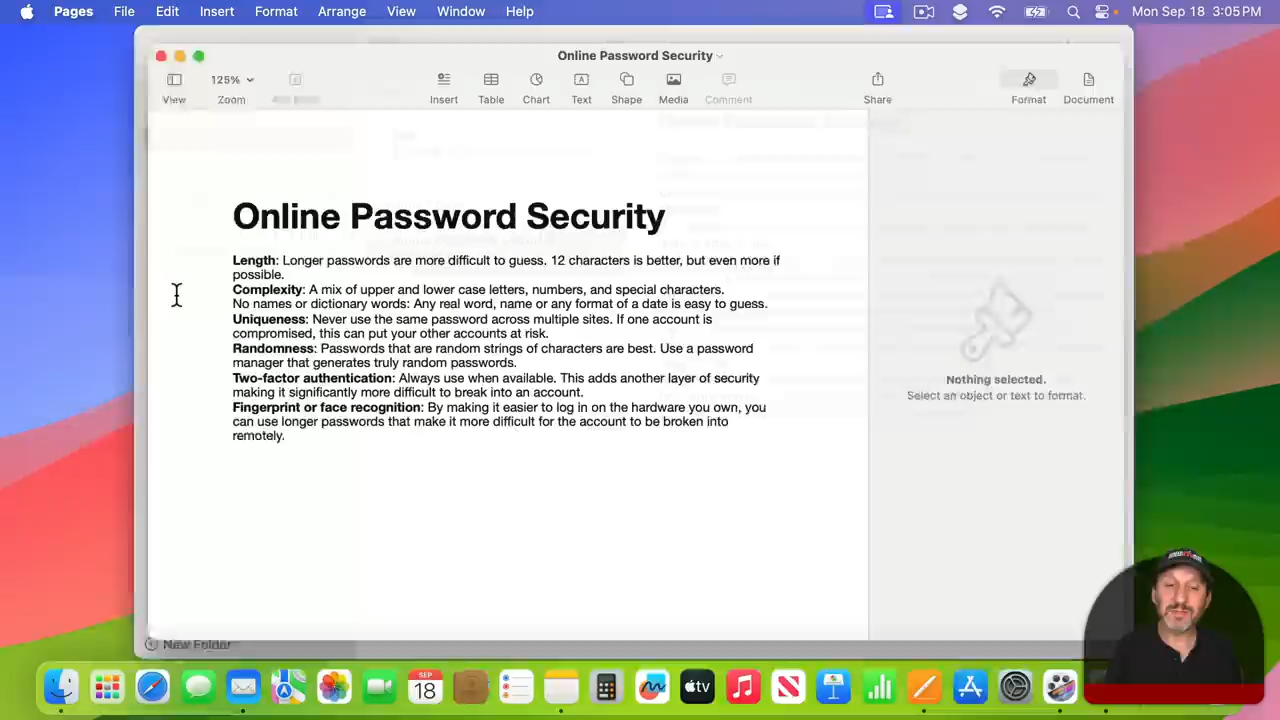 Pages File Edit Insert Format Arrange View Window Help Mon Sep 18 3:05 PM
Online Password Security
125%
View Zoom Insert Table Chart Text Shape Media Comment Share Format Document
Online Password Security
Length: Longer passwords are more difficult to guess. 12 characters is better, but even more if
possible.
Complexity: A mix of upper and lower case letters, numbers, and special characters.
No names or dictionary words: Any real word, name or any format of a date is easy to guess.
Uniqueness: Never use the same password across multiple sites. If one account is
compromised, this can put your other accounts at risk.
Randomness: Passwords that are random strings of characters are best. Use a password
manager that generates truly random passwords.
Two-factor authentication: Always use when available. This adds another layer of security
making it significantly more difficult to break into an account.
Fingerprint or face recognition: By making it easier to log in on the hardware you own, you
can use longer passwords that make it more difficult for the account to be broken into
remotely.
Nothing selected.
Select an object or text to format.
New Folder
SEP
18
tv